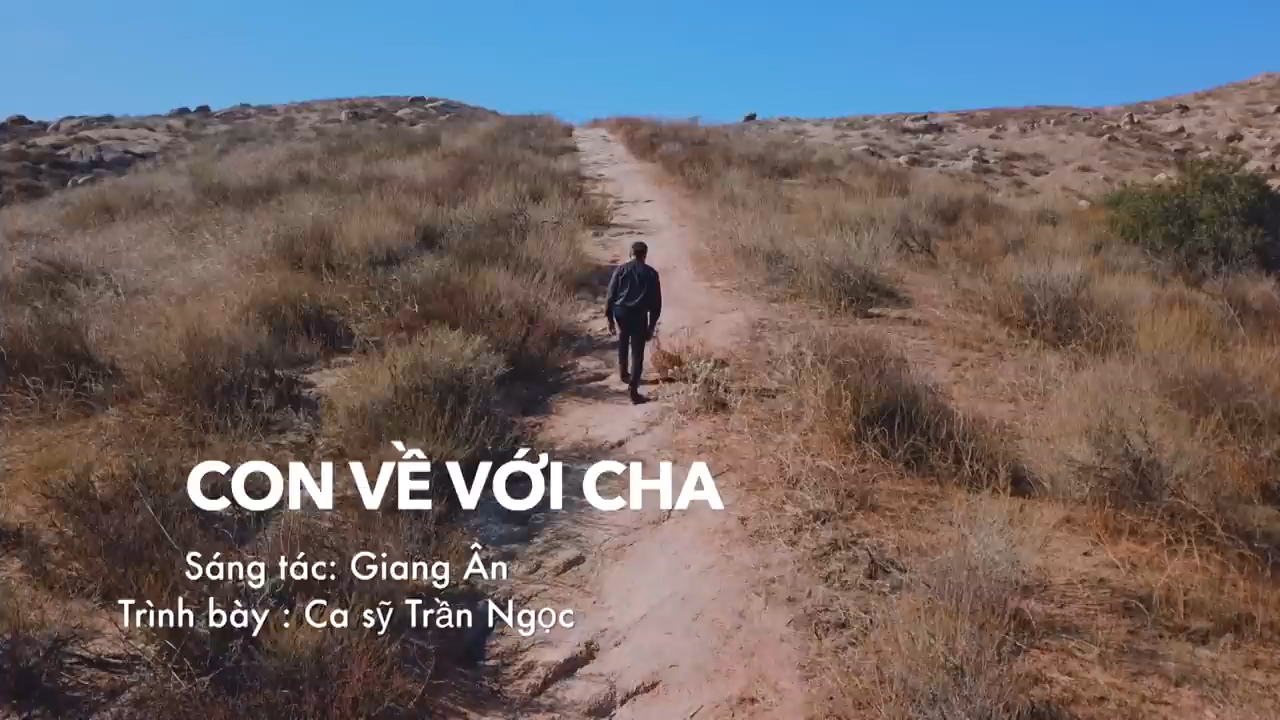 CON VỀ VỚI CHA
Sáng tác: Giang Ân
Trình bày : Ca sỹ Trần Ngọc